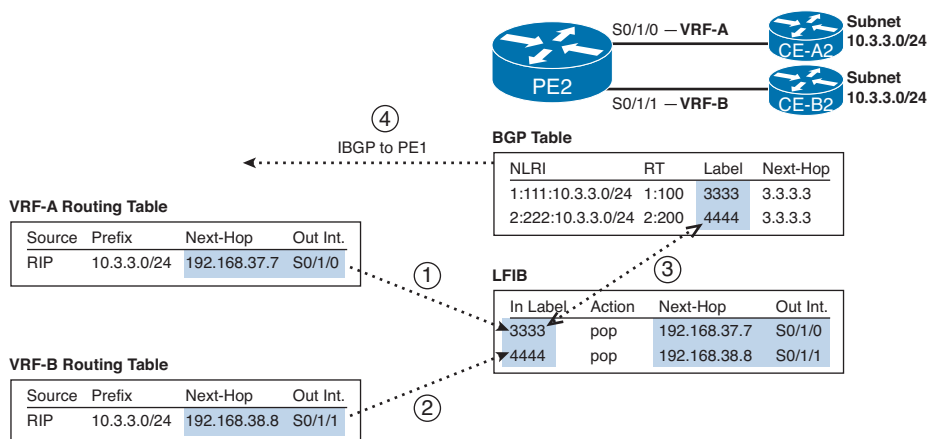 S0/1/0 — VRF-A
Subnet
10.3.3.0/24
CE-A2
PE2
S0/1/1 — VRF-B
Subnet
10.3.3.0/24
CE-B2
4
IBGP to PE1
BGP Table
NLRI RT Label Next-Hop
1:111:10.3.3.0/24 1:100 3333 3.3.3.3
2:222:10.3.3.0/24 2:200 4444 3.3.3.3
VRF-A Routing Table
Source Prefix Next-Hop Out Int.
RIP 10.3.3.0/24 192.168.37.7 S0/1/0
1
3
LFIB
In Label Action Next-Hop Out Int.
3333 pop 192.168.37.7 S0/1/0
4444 pop 192.168.38.8 S0/1/1
VRF-B Routing Table
Source Prefix Next-Hop Out Int.
RIP 10.3.3.0/24 192.168.38.8 S0/1/1
2